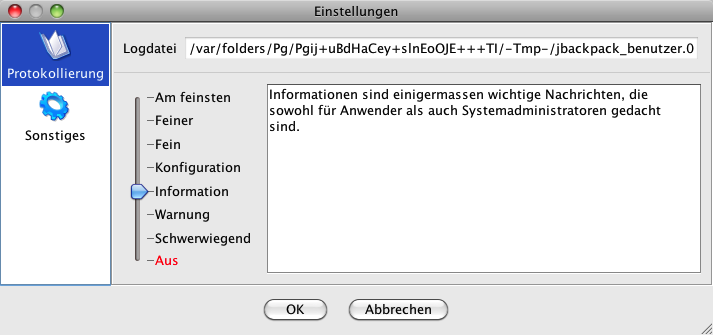 Einstellungen
Protokollierung
Sonstiges
Logdatei /var/folders/Pg/Pgij+uBdHaCey+slnEoOJE+++TI/-Tmp-/jbackpack_benutzer.0
Am feinsten
Feiner
Fein
Konfiguration
Information
Warnung
Schwerwiegend
Aus
Informationen sind einigermassen wichtige Nachrichten, die
sowohl für Anwender als auch Systemadministratoren gedacht
sind.
OK Abbrechen